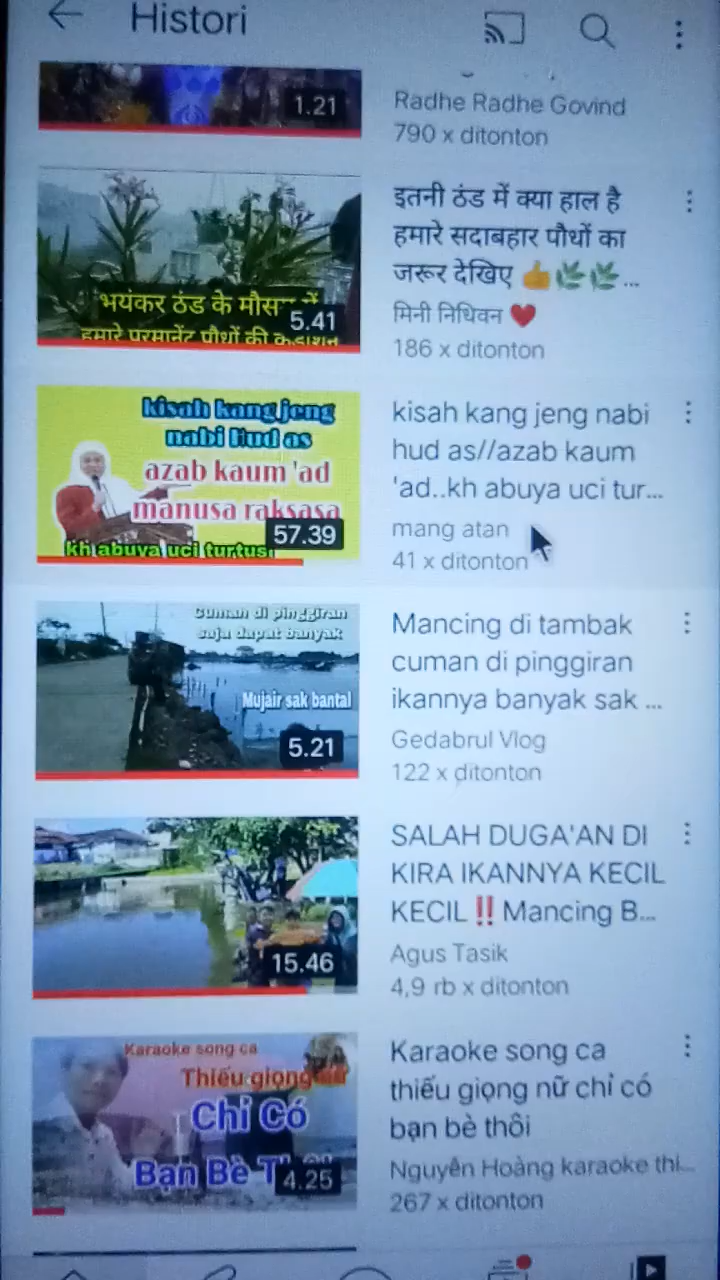 Histori
1.21
Radhe Radhe Govind
790 x ditonton
भयंकर ठंड के
हमारे परमानेंट पौधों की
5.41
इतनी ठंड में क्या हाल है
हमारे सदाबहार पौधों का
जरूर देखिए 👍🌿🌿...
मिनी निधिवन ❤️
186 x ditonton
kisah kang jeng
nabi Hud as
azab kaum 'ad
manusa raksasa
57.39
kh abuya uci turtusi
kisah kang jeng nabi
hud as//azab kaum
'ad..kh abuya uci tur...
mang atan
41 x ditonton
Cuman di pinggiran
saja dapat banyak
Mujair sak bantal
5.21
Mancing di tambak
cuman di pinggiran
ikannya banyak sak ...
Gedabrul Vlog
122 x ditonton
15.46
SALAH DUGA'AN DI
KIRA IKANNYA KECIL
KECIL ‼️ Mancing B...
Agus Tasik
4,9 rb x ditonton
Karaoke song ca
Thiếu giọng
Chỉ Có
Bạn Bè
4.25
Karaoke song ca
thiếu giọng nữ chỉ có
bạn bè thôi
Nguyên Hoàng karaoke thi...
267 x ditonton